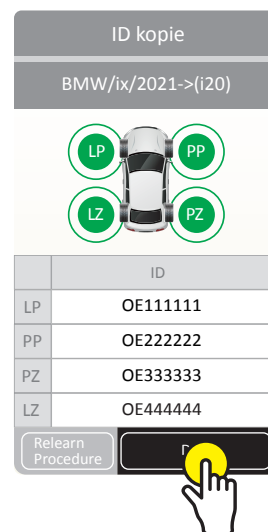 ID kopie
BMW/ix/2021->(i20)
LP PP
LZ PZ
ID
LP OE111111
PP OE222222
PZ OE333333
LZ OE444444
Relearn
Procedure